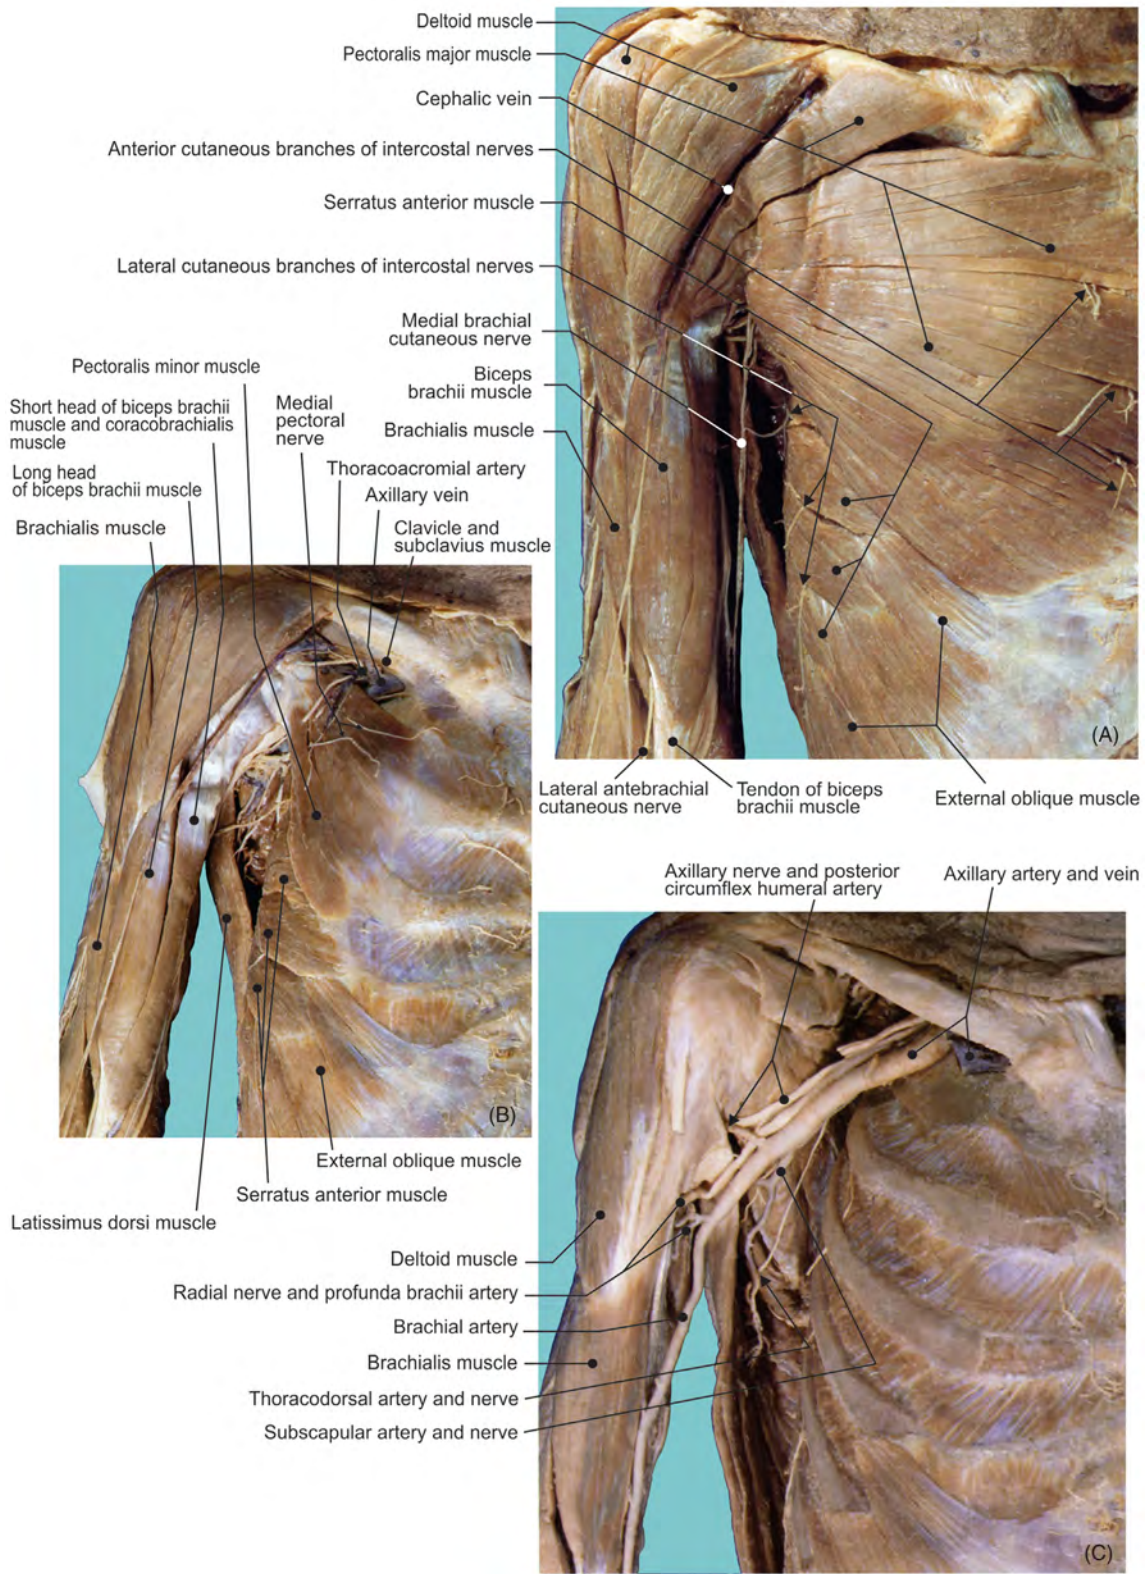 Deltoid muscle
Pectoralis major muscle
Cephalic vein
Anterior cutaneous branches of intercostal nerves
Serratus anterior muscle
Lateral cutaneous branches of intercostal nerves
Medial brachial
cutaneous nerve
Biceps
brachii muscle
Brachialis muscle
(A)
Lateral antebrachial
cutaneous nerve
Tendon of biceps
brachii muscle
External oblique muscle
Pectoralis minor muscle
Short head of biceps brachii
muscle and coracobrachialis
muscle
Long head
of biceps brachii muscle
Brachialis muscle
Medial
pectoral
nerve
Thoracoacromial artery
Axillary vein
Clavicle and
subclavius muscle
(B)
External oblique muscle
Serratus anterior muscle
Latissimus dorsi muscle
Axillary nerve and posterior
circumflex humeral artery
Axillary artery and vein
Deltoid muscle
Radial nerve and profunda brachii artery
Brachial artery
Brachialis muscle
Thoracodorsal artery and nerve
Subscapular artery and nerve
(C)